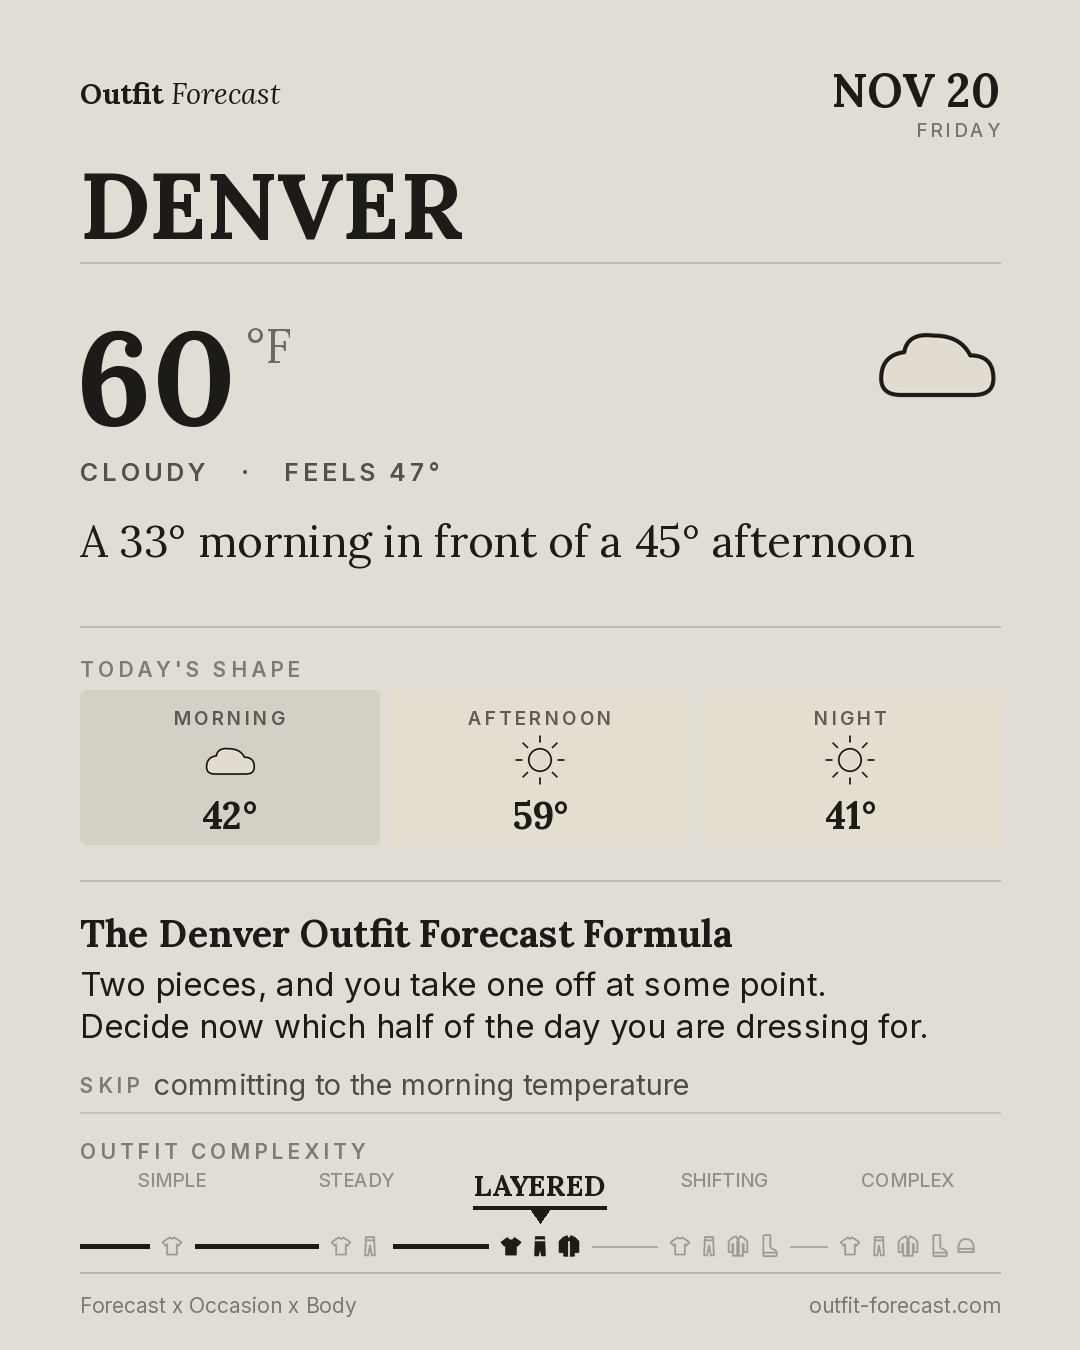 Outfit Forecast
NOV 20
FRIDAY
DENVER
60 °F
CLOUDY · FEELS 47°
A 33° morning in front of a 45° afternoon
TODAY'S SHAPE
MORNING
42°
AFTERNOON
59°
NIGHT
41°
The Denver Outfit Forecast Formula
Two pieces, and you take one off at some point.
Decide now which half of the day you are dressing for.
SKIP committing to the morning temperature
OUTFIT COMPLEXITY
SIMPLE STEADY LAYERED SHIFTING COMPLEX
Forecast x Occasion x Body
outfit-forecast.com